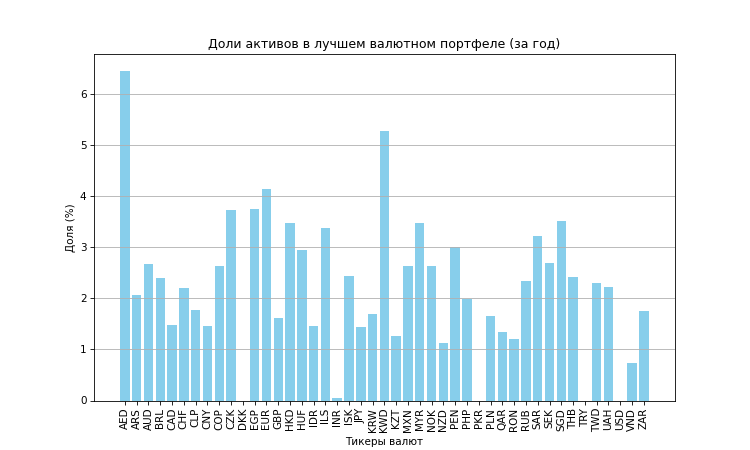 Доли активов в лучшем валютном портфеле (за год)
Доля (%)
6
5
4
3
2
1
0
AED ARS AUD BRL CAD CHF CLP CNY COP CZK DKK EGP EUR GBP HKD HUF IDR ILS INR ISK JPY KRW KWD KZT MXN MYR NOK NZD PEN PHP PKR PLN QAR RON RUB SAR SEK SGD THB TRY TWD UAH USD VND ZAR
Тикеры валют